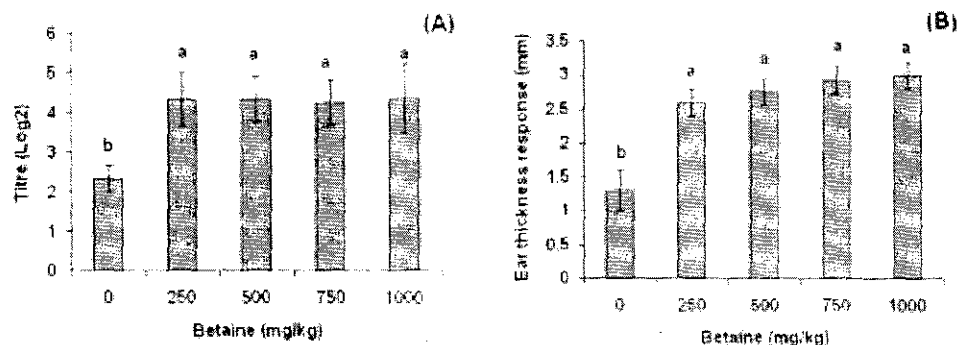 (A)
Titre (Log2)
6
5
4
3
2
1
0
b
a
a
a
a
0 250 500 750 1000
Betaine (mg/kg)
(B)
Ear thickness response (mm)
3.5
3
2.5
2
1.5
1
0.5
0
b
a
a
a
a
0 250 500 750 1000
Betaine (mg/kg)